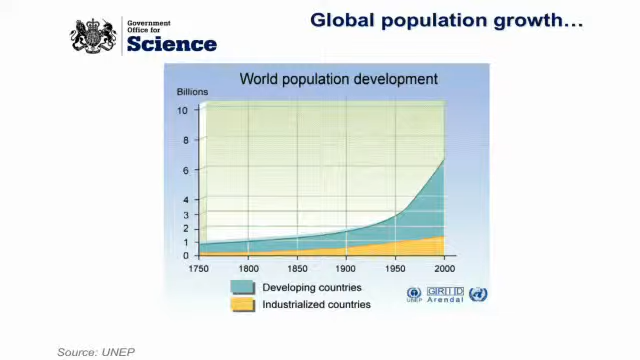 Government
Office for
Science
Global population growth...
World population development
Billions
10
8
6
4
3
2
1
0
1750
1800
1850
1900
1950
2000
Developing countries
Industrialized countries
UNEP
GRID
Arendal
Source: UNEP